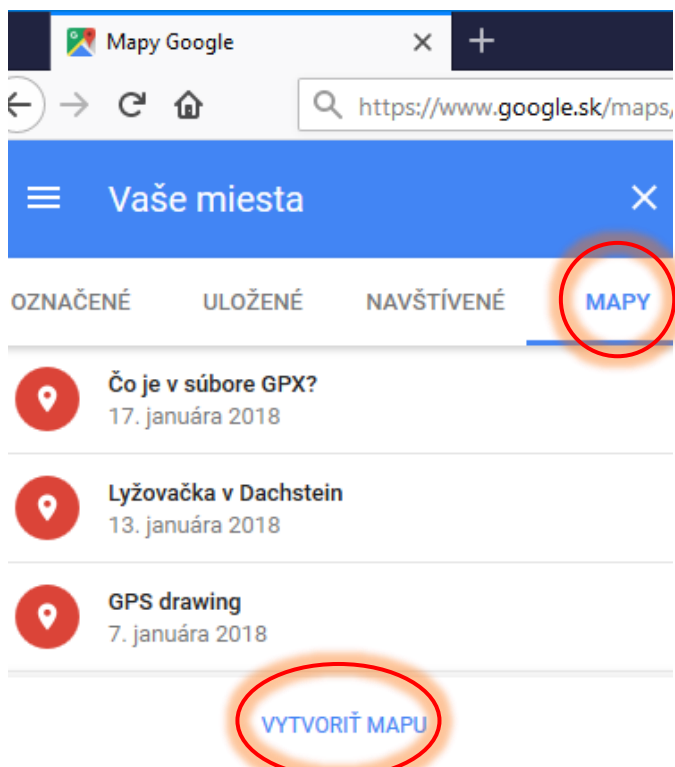 Mapy Google
https://www.google.sk/maps/
Vaše miesta
OZNAČENÉ ULOŽENÉ NAVŠTÍVENÉ MAPY
Čo je v súbore GPX?
17. januára 2018
Lyžovačka v Dachstein
13. januára 2018
GPS drawing
7. januára 2018
VYTVORIŤ MAPU